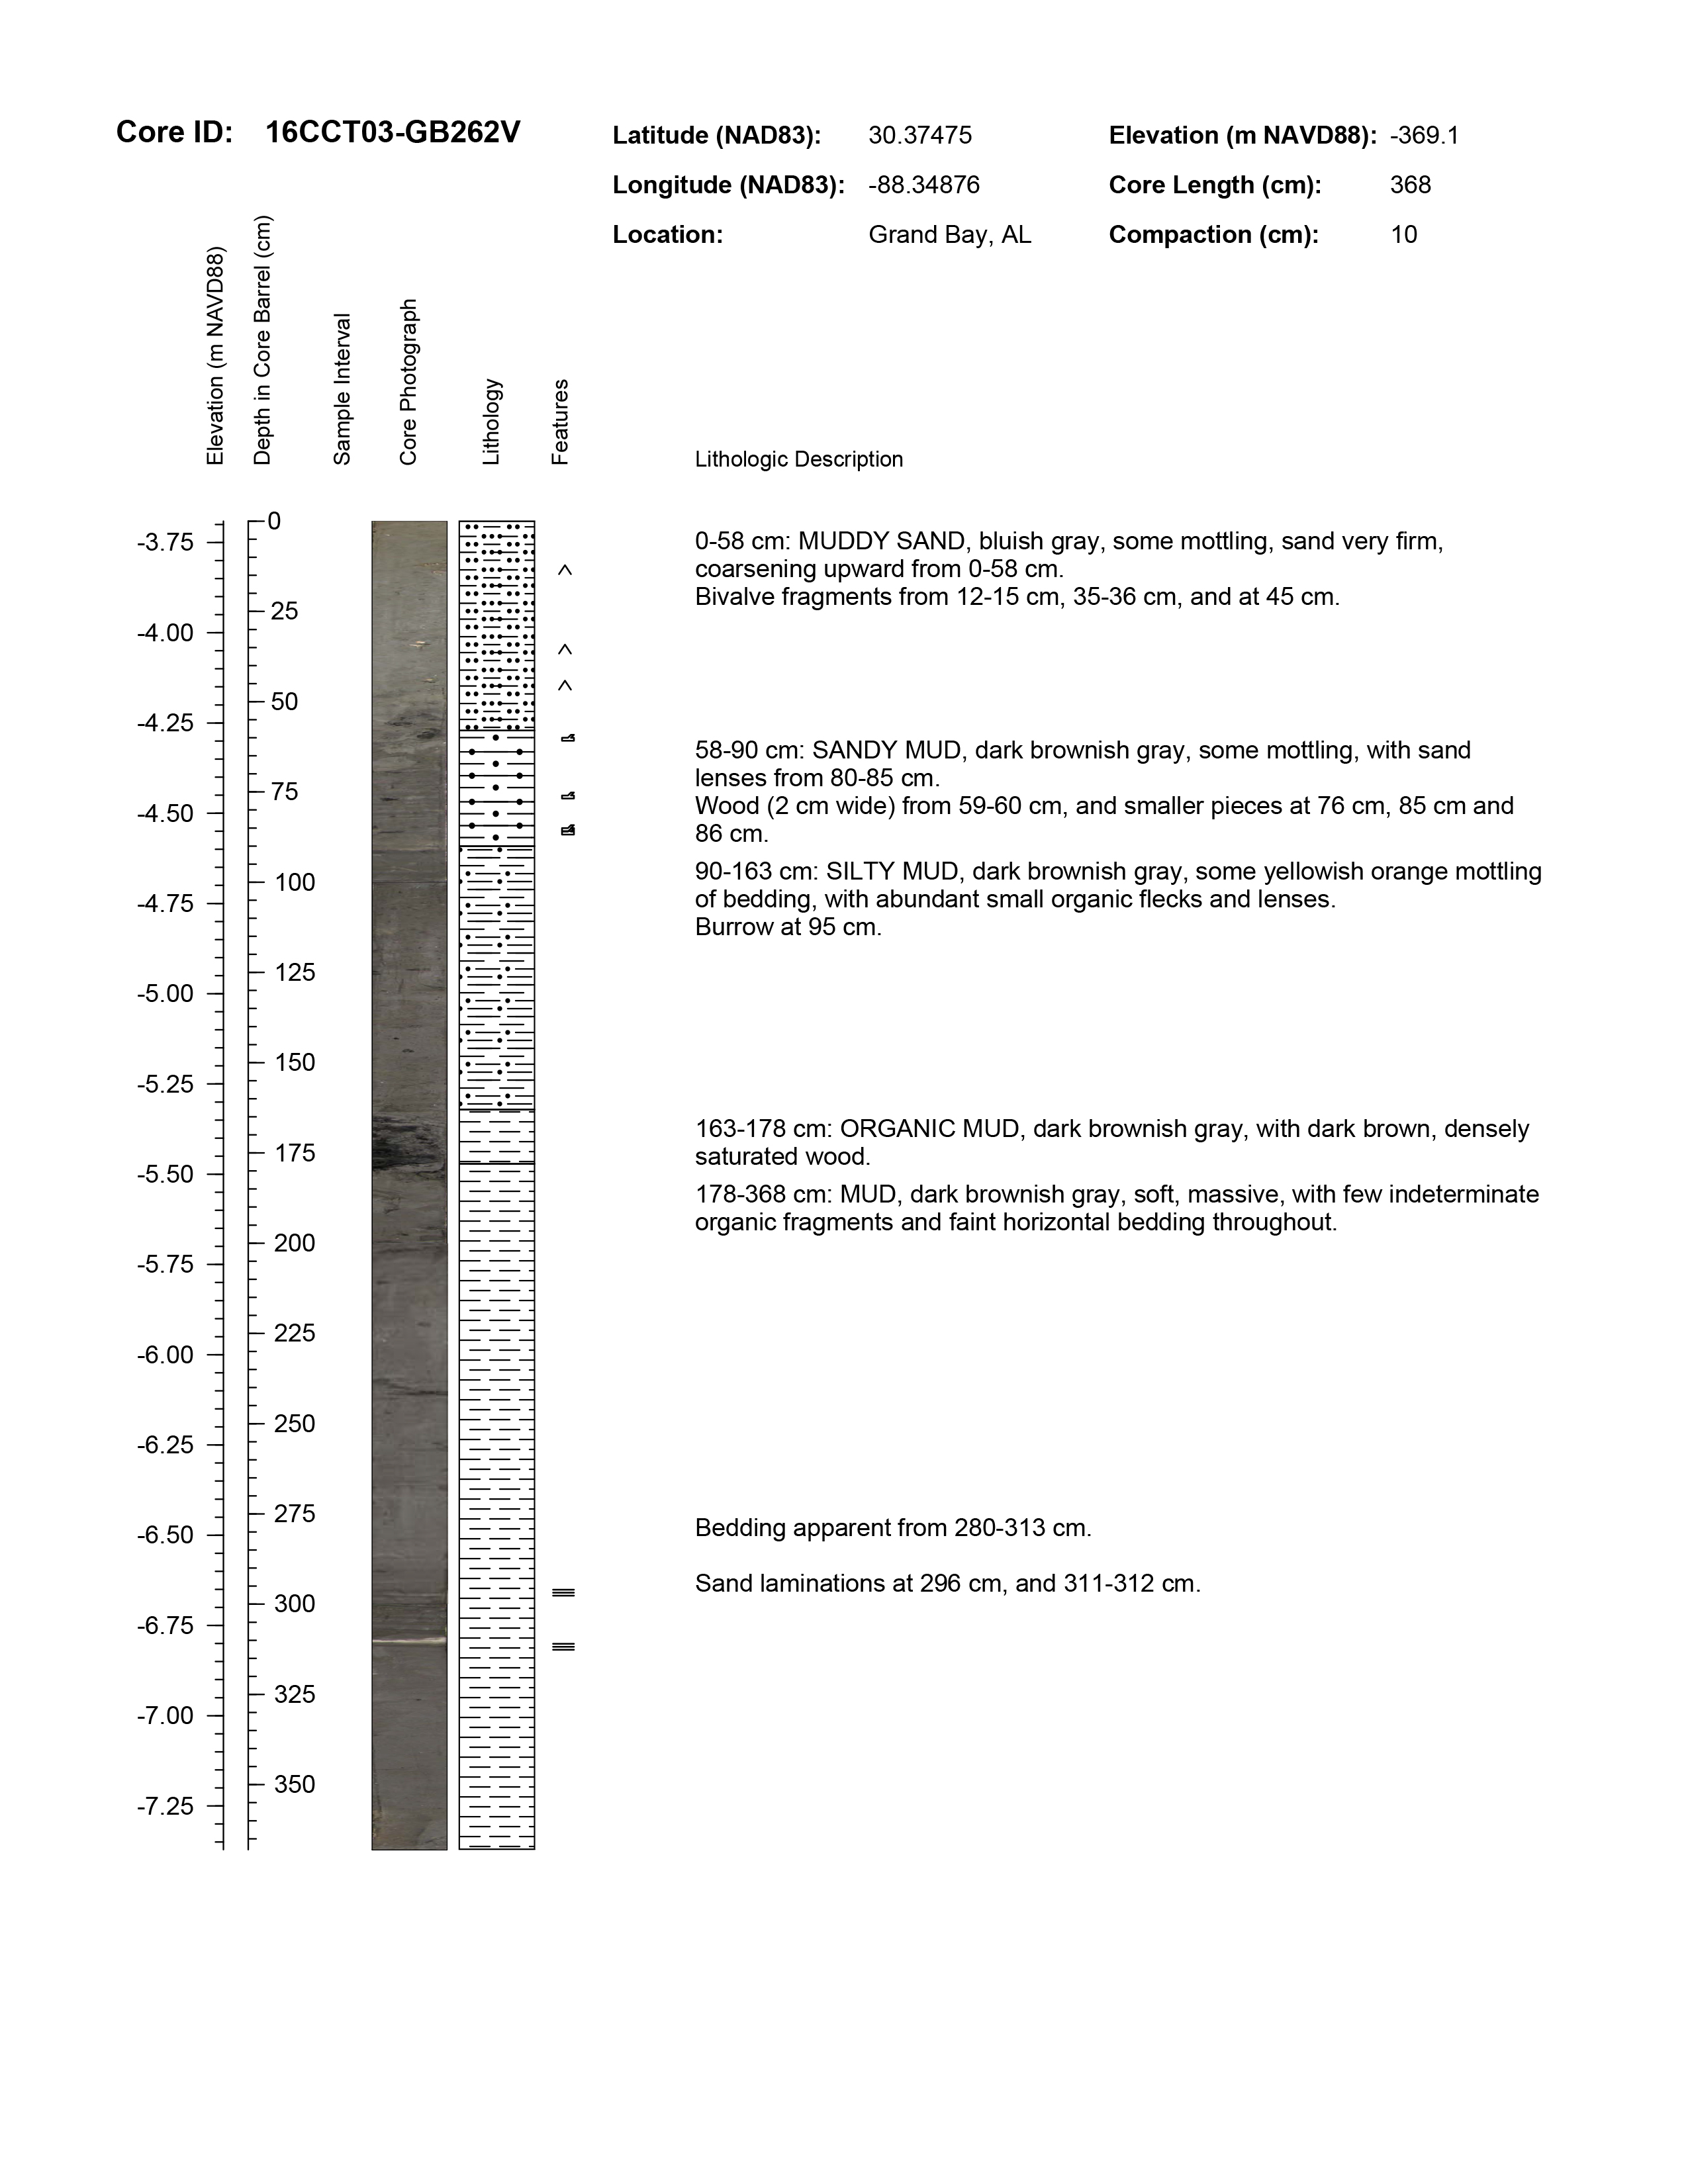 Core ID: 16CCT03-GB262V
Latitude (NAD83): 30.37475
Elevation (m NAVD88): -369.1
Longitude (NAD83): -88.34876
Core Length (cm): 368
Location: Grand Bay, AL
Compaction (cm): 10
Elevation (m NAVD88)
Depth in Core Barrel (cm)
Sample Interval
Core Photograph
Lithology
Features
Lithologic Description
-3.75
-4.00
-4.25
-4.50
-4.75
-5.00
-5.25
-5.50
-5.75
-6.00
-6.25
-6.50
-6.75
-7.00
-7.25
0
25
50
75
100
125
150
175
200
225
250
275
300
325
350
0-58 cm: MUDDY SAND, bluish gray, some mottling, sand very firm,
coarsening upward from 0-58 cm.
Bivalve fragments from 12-15 cm, 35-36 cm, and at 45 cm.
58-90 cm: SANDY MUD, dark brownish gray, some mottling, with sand
lenses from 80-85 cm.
Wood (2 cm wide) from 59-60 cm, and smaller pieces at 76 cm, 85 cm and
86 cm.
90-163 cm: SILTY MUD, dark brownish gray, some yellowish orange mottling
of bedding, with abundant small organic flecks and lenses.
Burrow at 95 cm.
163-178 cm: ORGANIC MUD, dark brownish gray, with dark brown, densely
saturated wood.
178-368 cm: MUD, dark brownish gray, soft, massive, with few indeterminate
organic fragments and faint horizontal bedding throughout.
Bedding apparent from 280-313 cm.
Sand laminations at 296 cm, and 311-312 cm.